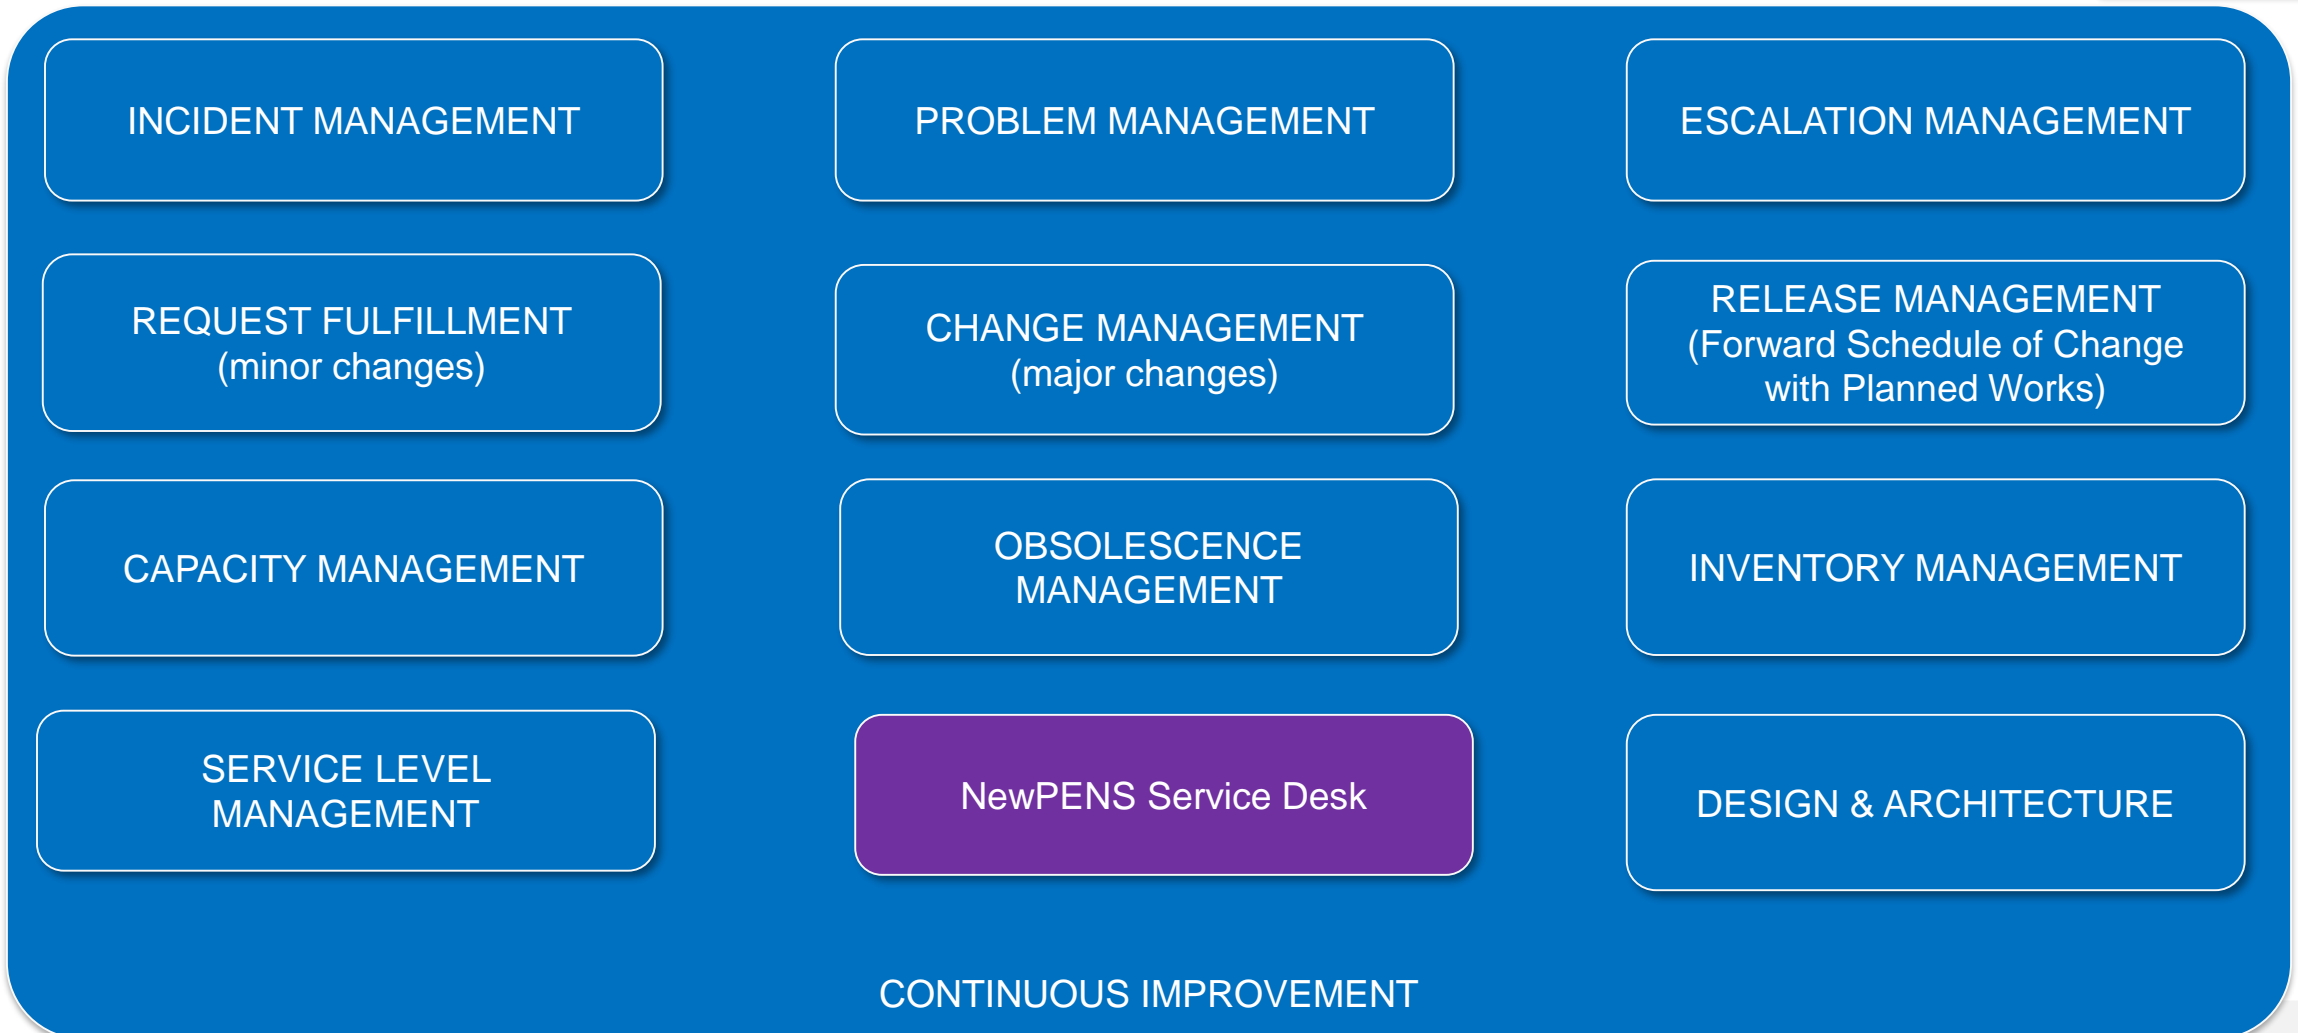 INCIDENT MANAGEMENT
PROBLEM MANAGEMENT
ESCALATION MANAGEMENT
REQUEST FULFILLMENT
(minor changes)
CHANGE MANAGEMENT
(major changes)
RELEASE MANAGEMENT
(Forward Schedule of Change
with Planned Works)
CAPACITY MANAGEMENT
OBSOLESCENCE
MANAGEMENT
INVENTORY MANAGEMENT
SERVICE LEVEL
MANAGEMENT
NewPENS Service Desk
DESIGN & ARCHITECTURE
CONTINUOUS IMPROVEMENT